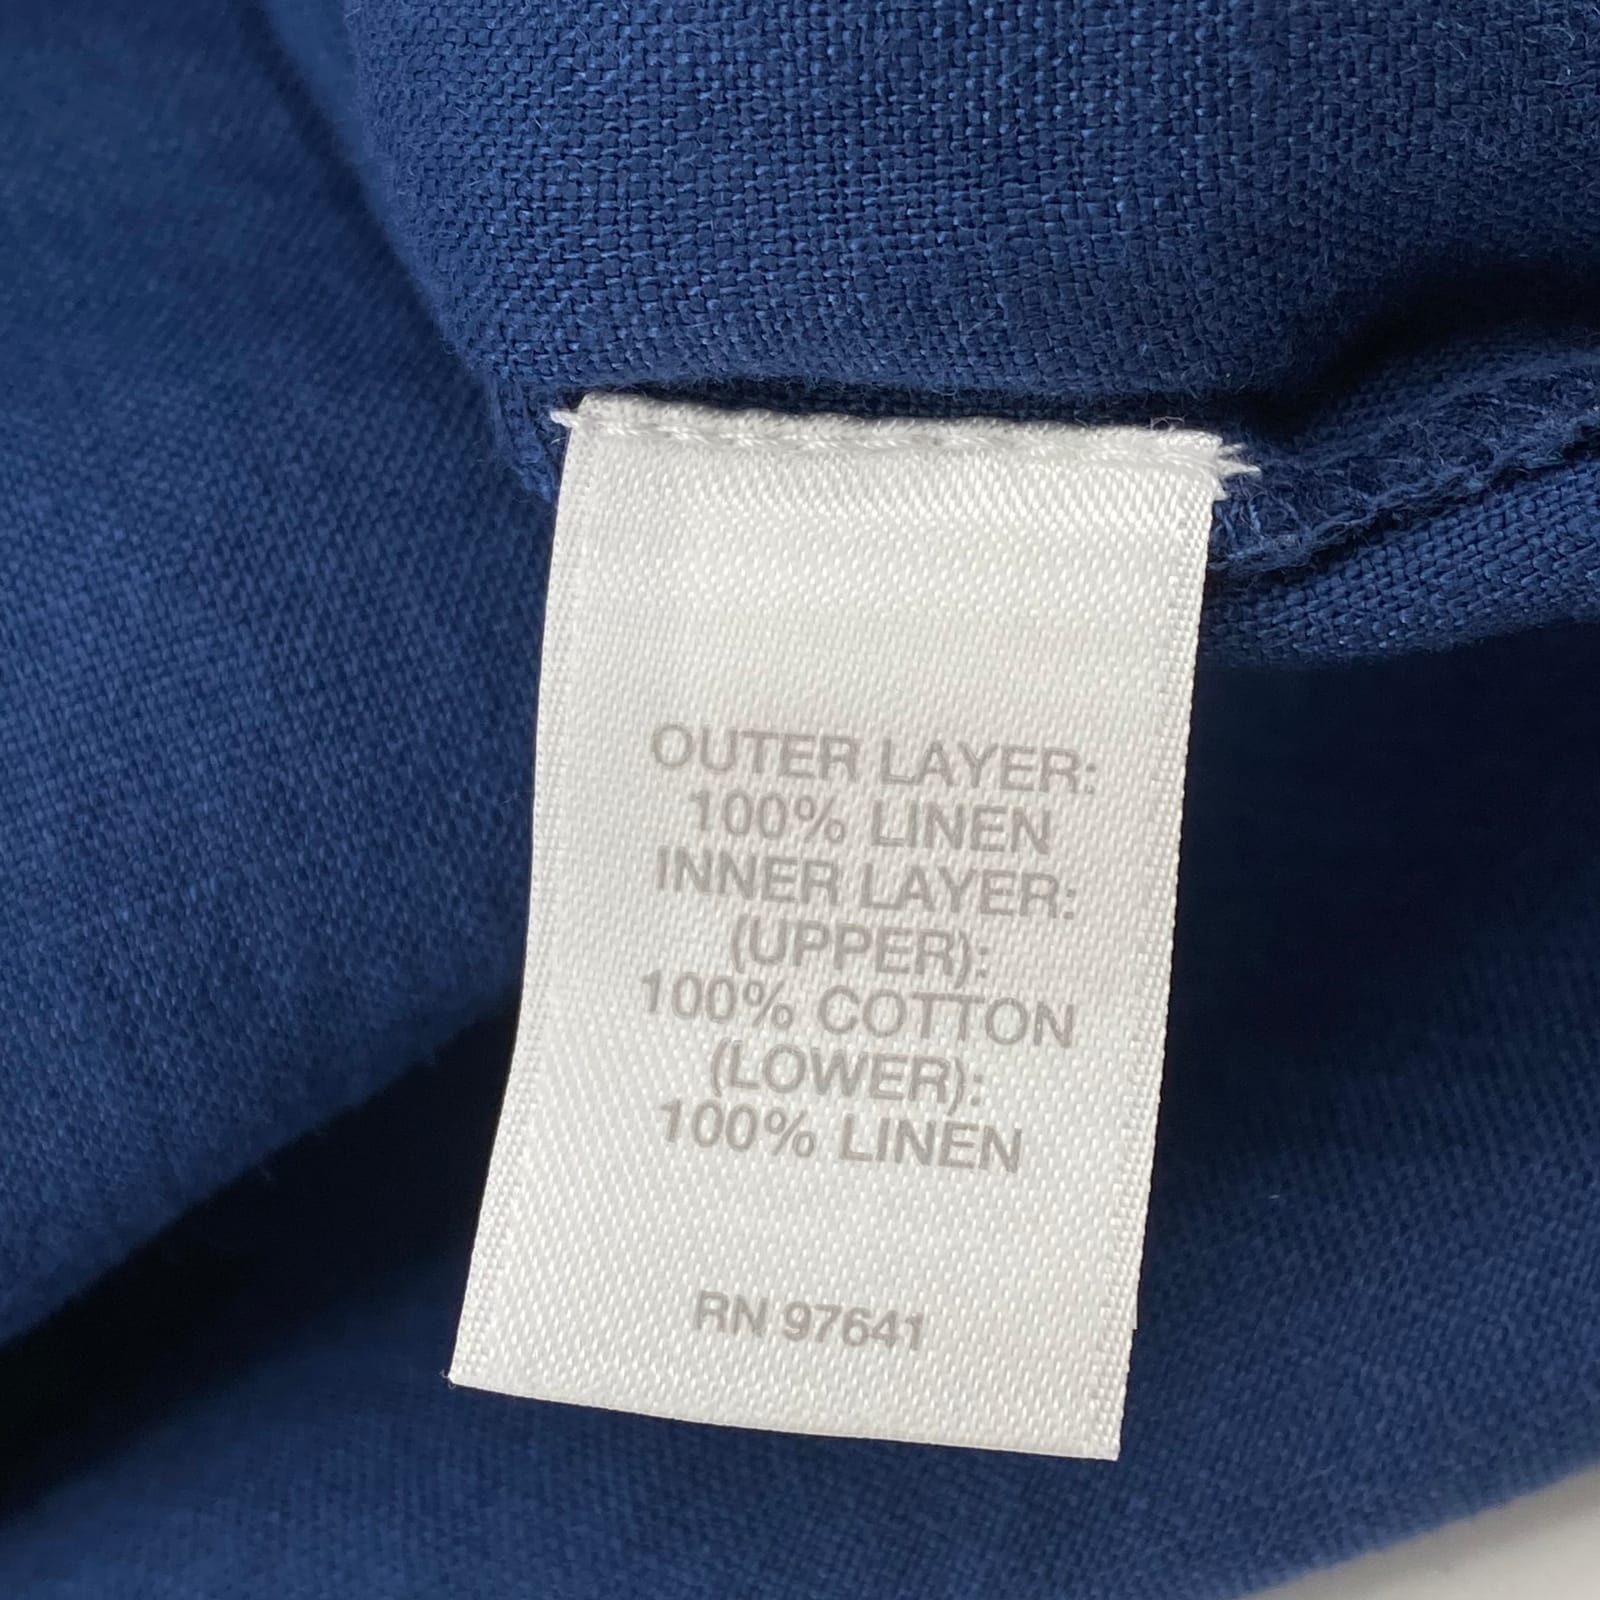 OUTER LAYER:
100% LINEN
INNER LAYER:
(UPPER):
100% COTTON
(LOWER):
100% LINEN
RN 97641